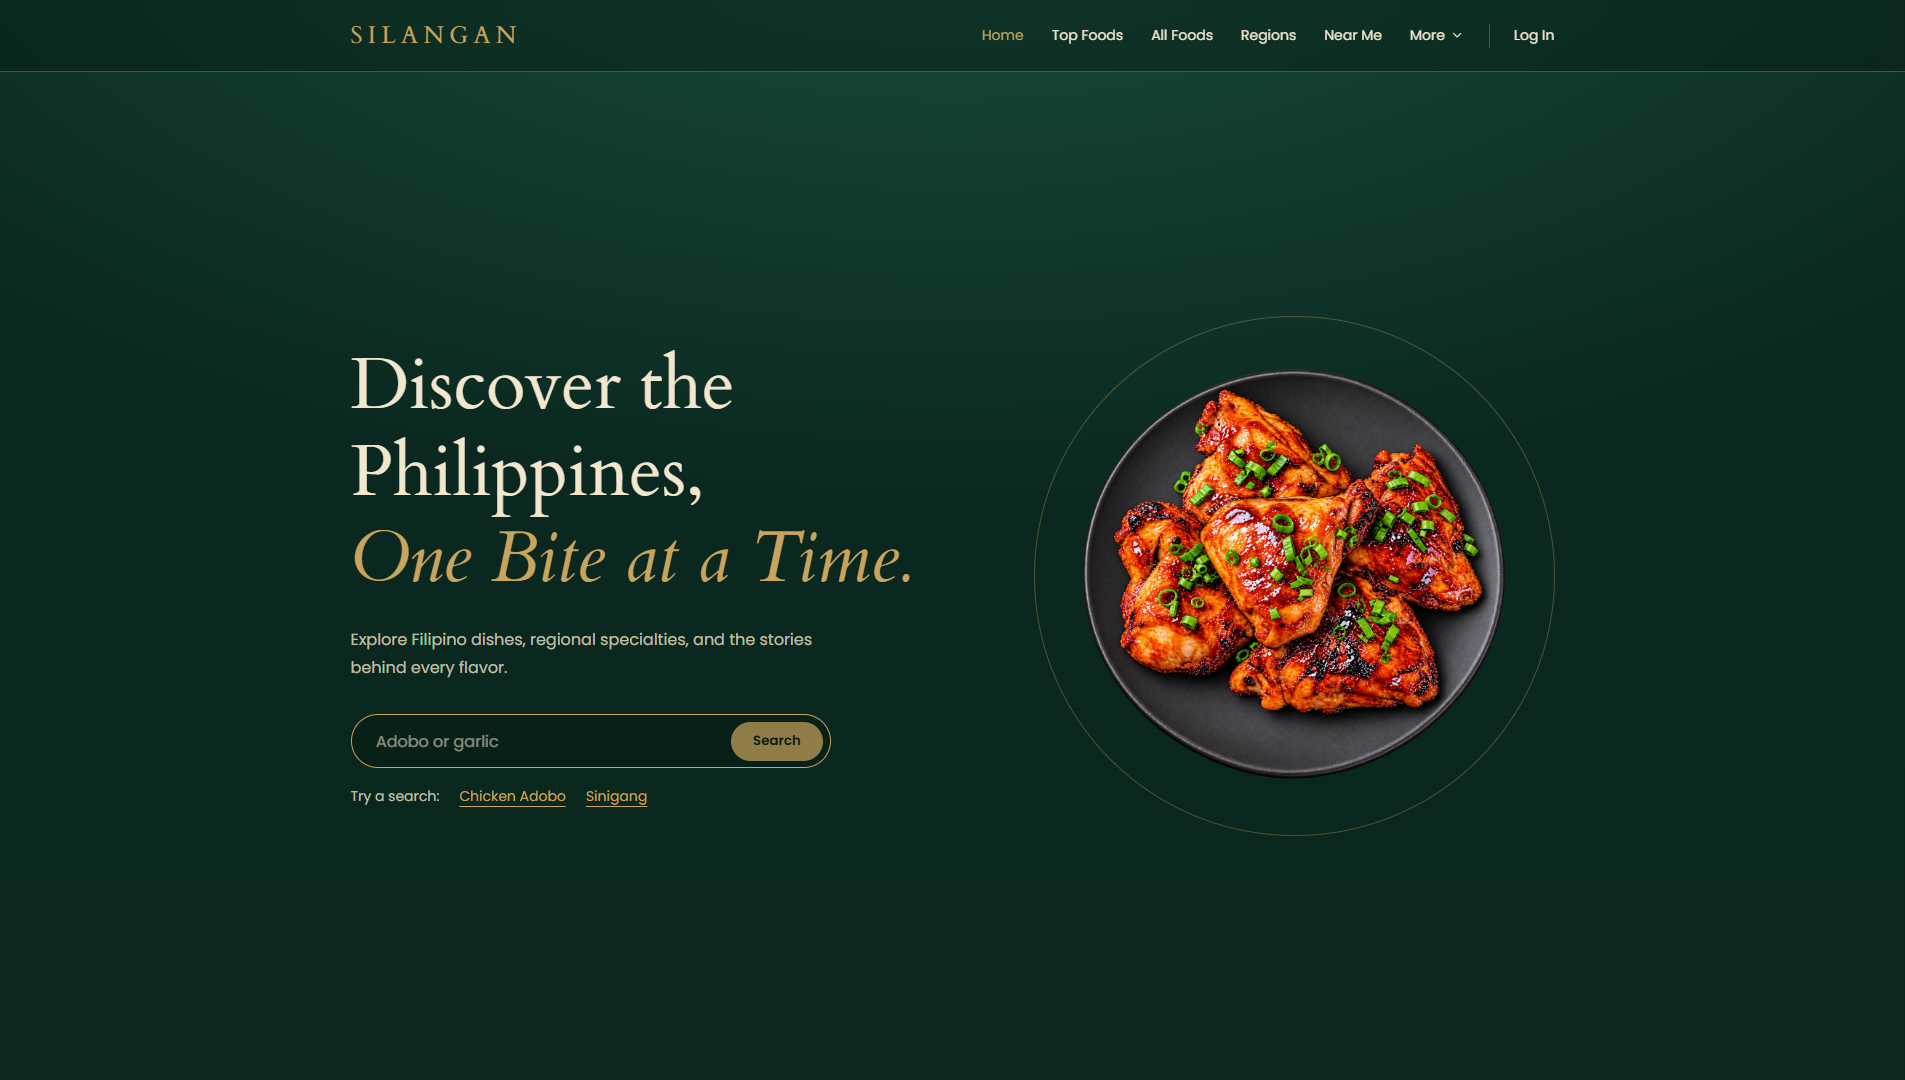 SILANGAN
Home Top Foods All Foods Regions Near Me More Log In
Discover the
Philippines,
One Bite at a Time.
Explore Filipino dishes, regional specialties, and the stories
behind every flavor.
Adobo or garlic Search
Try a search: Chicken Adobo Sinigang